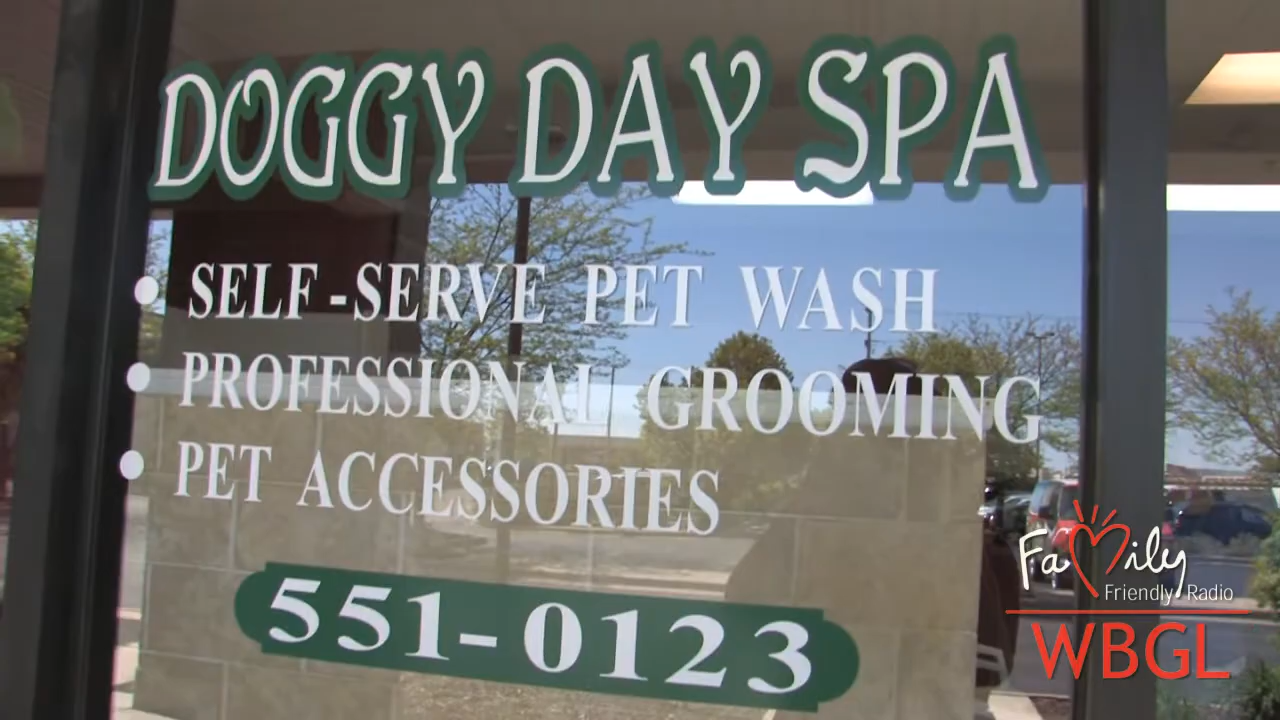 DOGGY DAY SPA
• SELF-SERVE PET WASH
• PROFESSIONAL GROOMING
• PET ACCESSORIES
551-0123
Family
Friendly Radio
WBGL